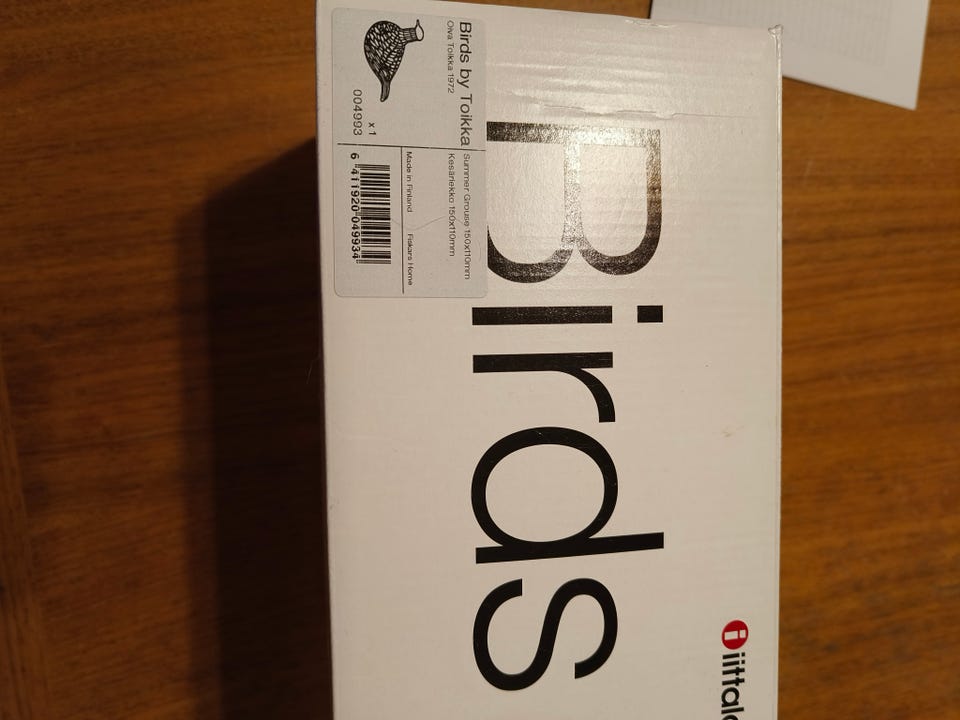 Birds by Toikka
Oiva Toikka 1972
x 1
004993
Summer Grouse 150x110mm
Kesäriekko 150x110mm
Made in Finland Fiskars Home
6 411920 049934
Birds
i iittala